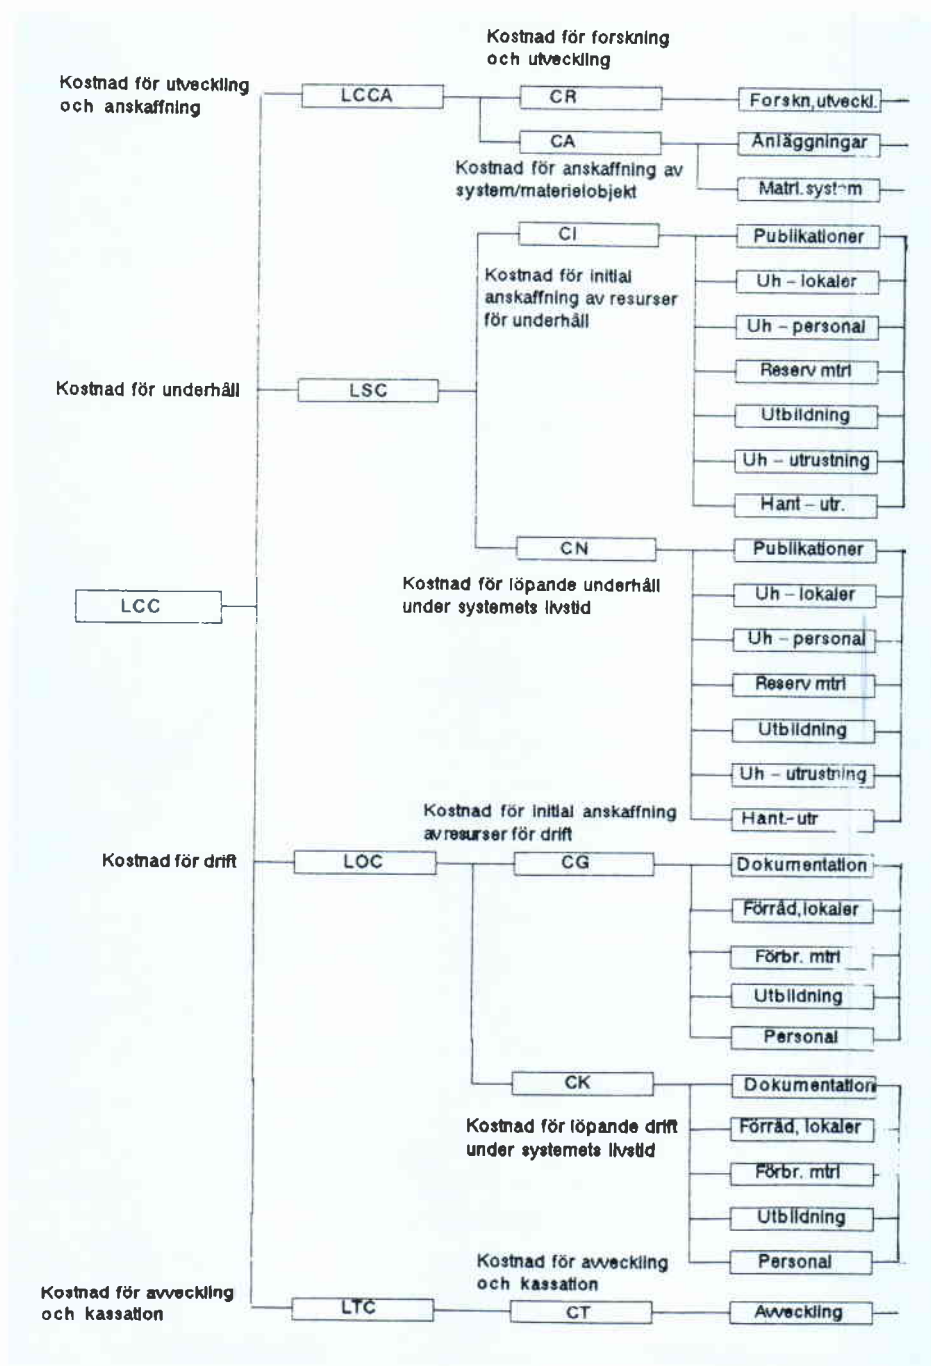 Kostnad för forskning
och utveckling
Kostnad för utveckling
och anskaffning
LCCA
CR
Forskn,utveckl.
CA
Anläggningar
Kostnad för anskaffning av
system/materielobjekt
Matrl. system
CI
Publikationer
Kostnad för initial
anskaffning av resurser
för underhåll
Uh – lokaler
Uh – personal
Reserv mtrl
Kostnad för underhåll
LSC
Utbildning
Uh – utrustning
Hant – utr.
CN
Publikationer
Kostnad för löpande underhåll
under systemets livstid
Uh – lokaler
LCC
Uh – personal
Reserv mtrl
Utbildning
Uh – utrustning
Hant.–utr
Kostnad för initial anskaffning
av resurser för drift
Kostnad för drift
LOC
CG
Dokumentation
Förråd,lokaler
Förbr. mtrl
Utbildning
Personal
CK
Dokumentation
Kostnad för löpande drift
under systemets livstid
Förråd, lokaler
Förbr. mtrl
Utbildning
Personal
Kostnad för avveckling
och kassation
Kostnad för avveckling
och kassation
LTC
CT
Avveckling